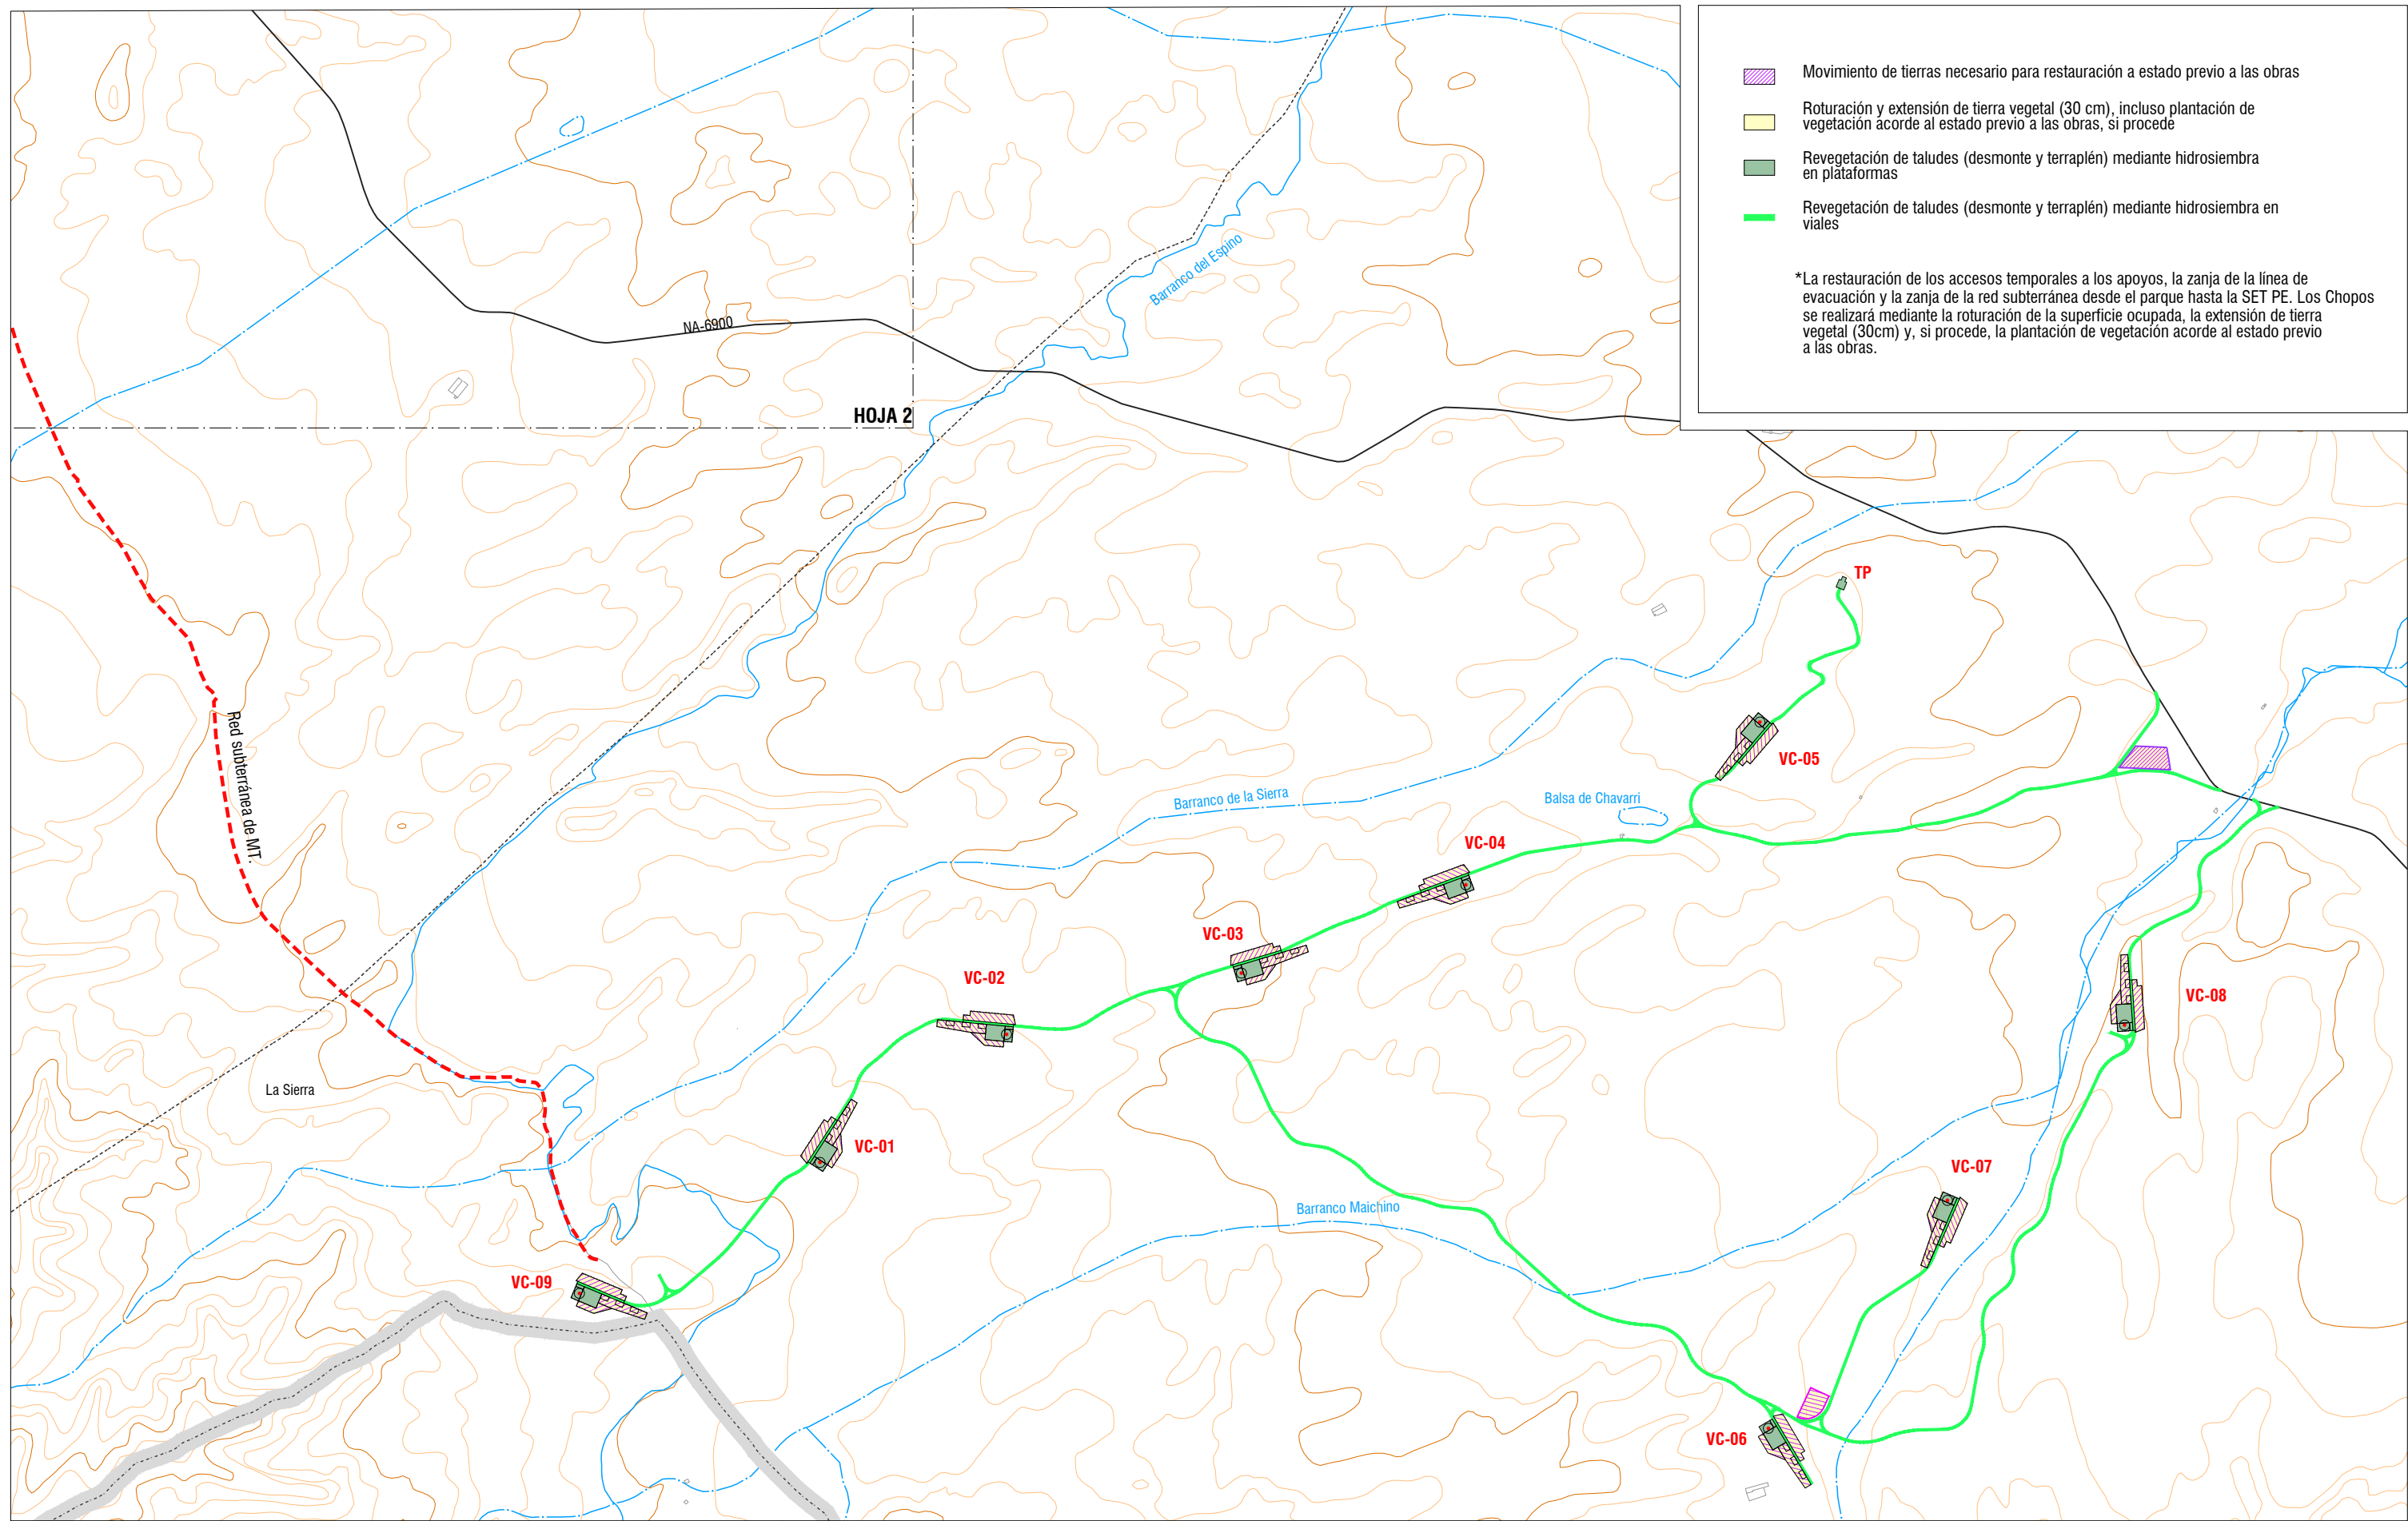 Movimiento de tierras necesario para restauración a estado previo a las obras
Roturación y extensión de tierra vegetal (30 cm), incluso plantación de
vegetación acorde al estado previo a las obras, si procede
Revegetación de taludes (desmonte y terraplén) mediante hidrosiembra
en plataformas
Revegetación de taludes (desmonte y terraplén) mediante hidrosiembra en
viales
*La restauración de los accesos temporales a los apoyos, la zanja de la línea de
evacuación y la zanja de la red subterránea desde el parque hasta la SET PE. Los Chopos
se realizará mediante la roturación de la superficie ocupada, la extensión de tierra
vegetal (30cm) y, si procede, la plantación de vegetación acorde al estado previo
a las obras.
Barranco del Espino
NA-6900
HOJA 2
TP
Red subterránea de MT.
VC-05
Barranco de la Sierra
Balsa de Chavarri
VC-04
VC-03
VC-02
VC-08
La Sierra
VC-01
VC-07
Barranco Maichino
VC-09
VC-06